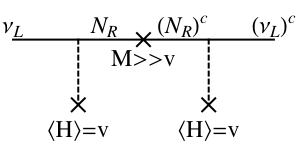 ν_L N_R (N_R)^c (ν_L)^c
M>>v
⟨H⟩=v ⟨H⟩=v